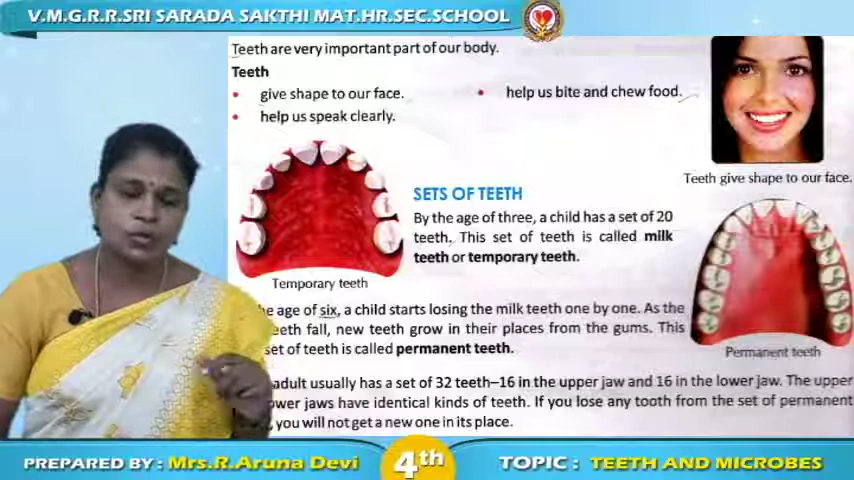 V.M.G.R.R.SRI SARADA SAKTHI MAT.HR.SEC.SCHOOL
Teeth are very important part of our body.
Teeth
• give shape to our face.
• help us bite and chew food.
• help us speak clearly.
Teeth give shape to our face.
SETS OF TEETH
By the age of three, a child has a set of 20
teeth. This set of teeth is called milk
teeth or temporary teeth.
Temporary teeth
age of six, a child starts losing the milk teeth one by one. As the
fall, new teeth grow in their places from the gums. This
set of teeth is called permanent teeth.
Permanent teeth
adult usually has a set of 32 teeth–16 in the upper jaw and 16 in the lower jaw. The upper
jaws have identical kinds of teeth. If you lose any tooth from the set of permanent
, you will not get a new one in its place.
PREPARED BY : Mrs.R.Aruna Devi
4th
TOPIC : TEETH AND MICROBES